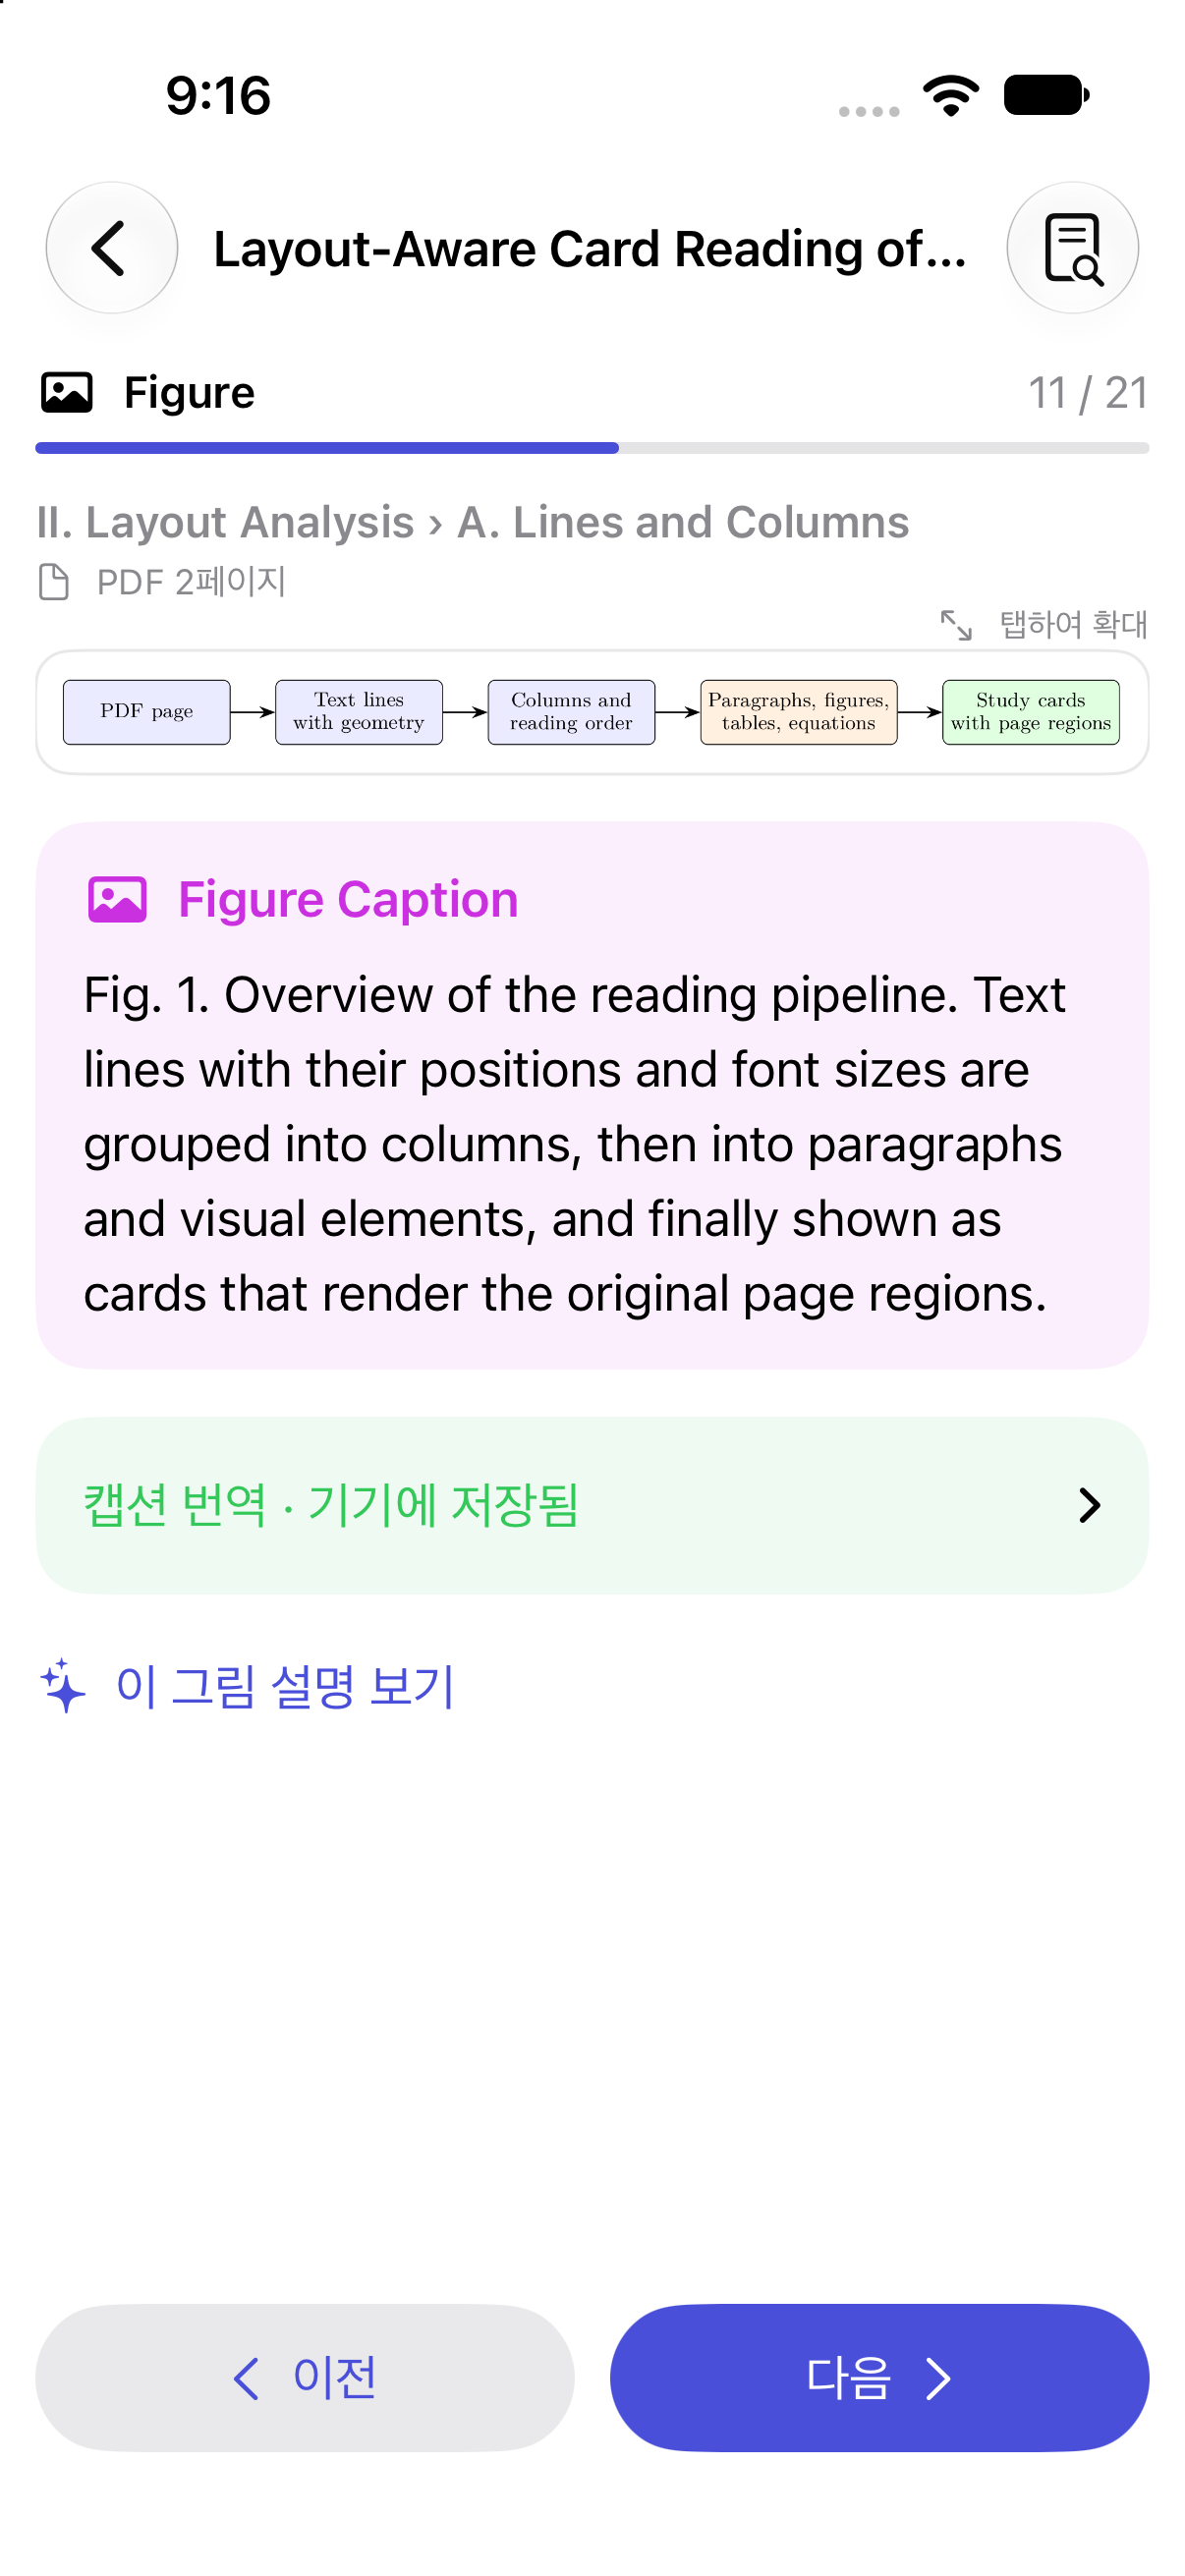 9:16
Layout-Aware Card Reading of...
Figure
11 / 21
II. Layout Analysis › A. Lines and Columns
PDF 2페이지
탭하여 확대
PDF page
Text lines
with geometry
Columns and
reading order
Paragraphs, figures,
tables, equations
Study cards
with page regions
Figure Caption
Fig. 1. Overview of the reading pipeline. Text
lines with their positions and font sizes are
grouped into columns, then into paragraphs
and visual elements, and finally shown as
cards that render the original page regions.
캡션 번역 · 기기에 저장됨
이 그림 설명 보기
이전
다음